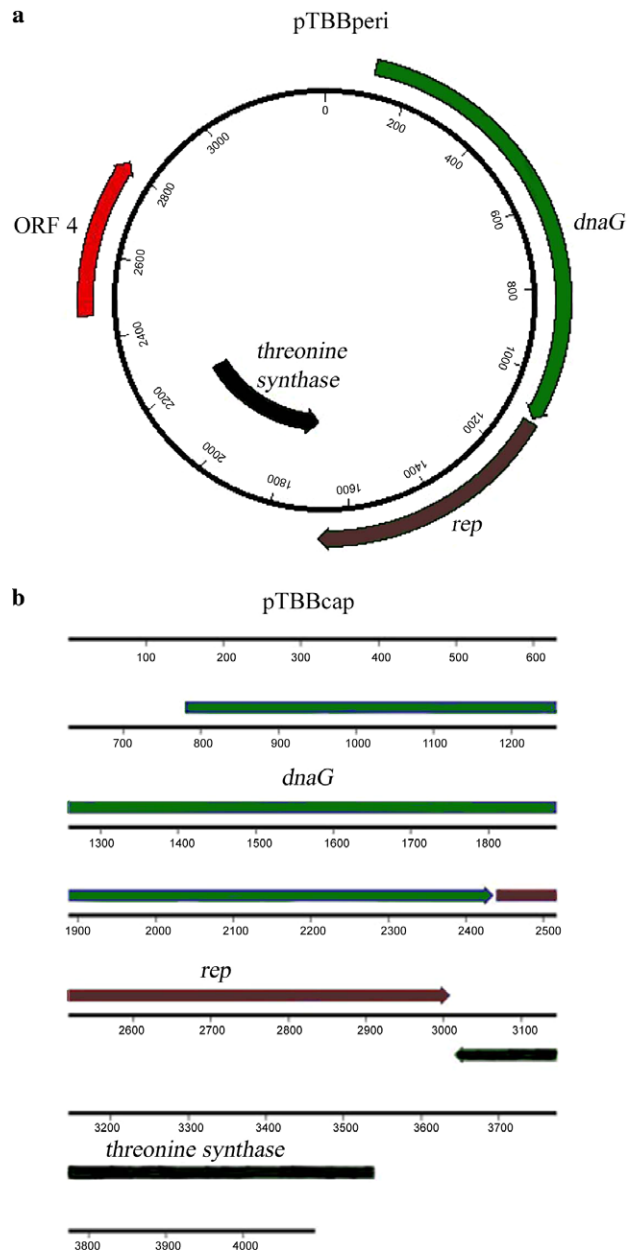 a
pTBBperi
0
200
400
600
800
1000
1200
1400
1600
1800
2000
2200
2400
2600
2800
3000
dnaG
ORF 4
threonine
synthase
rep
b
pTBBcap
100 200 300 400 500 600
700 800 900 1000 1100 1200
dnaG
1300 1400 1500 1600 1700 1800
1900 2000 2100 2200 2300 2400 2500
rep
2600 2700 2800 2900 3000 3100
3200 3300 3400 3500 3600 3700
threonine synthase
3800 3900 4000